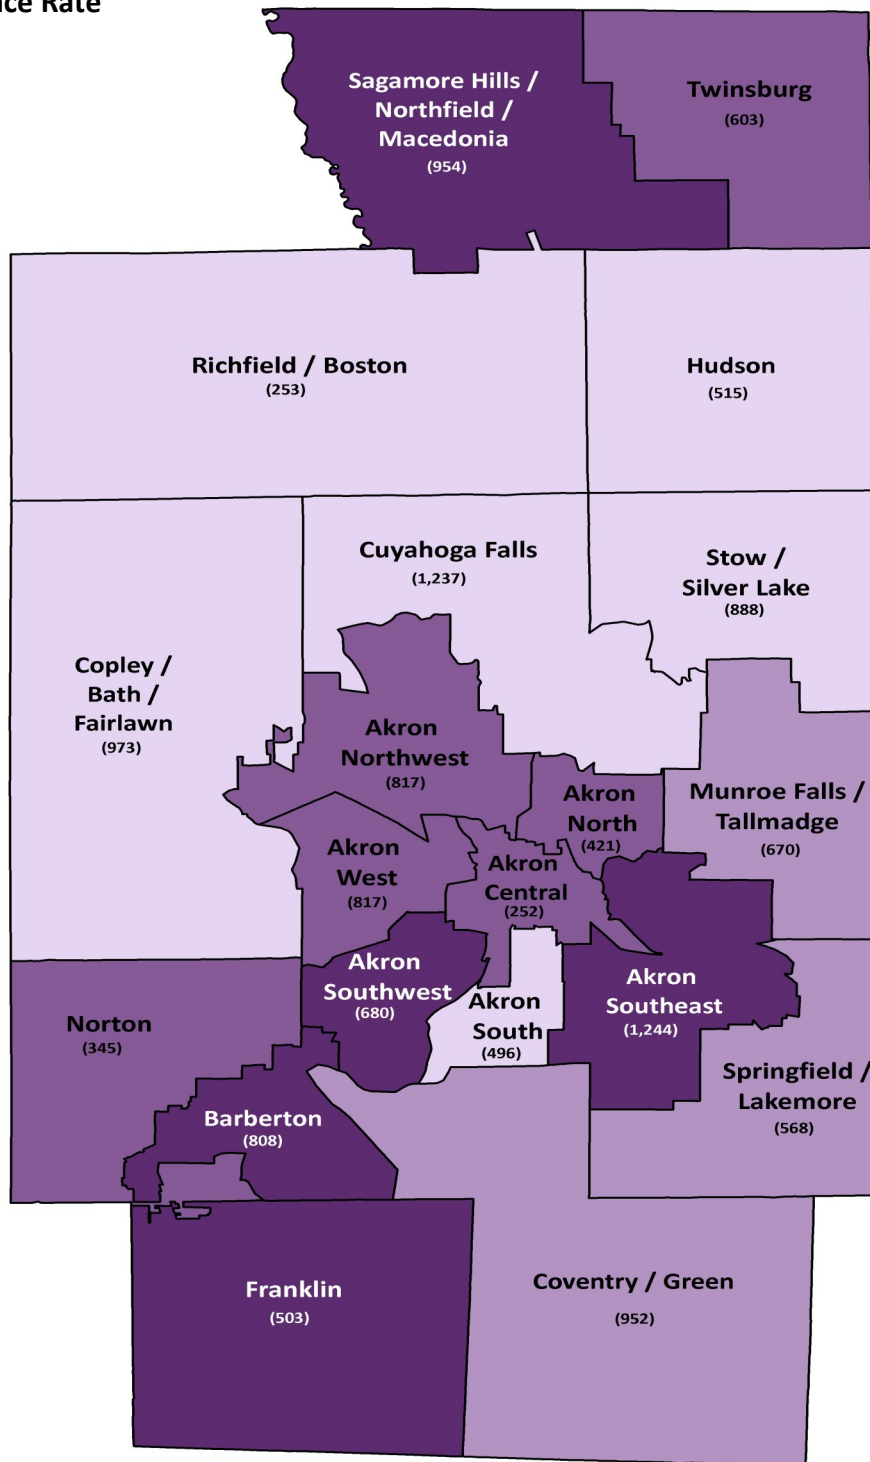 Rate
Sagamore Hills /
Northfield /
Macedonia
(954)
Twinsburg
(603)
Richfield / Boston
(253)
Hudson
(515)
Cuyahoga Falls
(1,237)
Stow /
Silver Lake
(888)
Copley /
Bath /
Fairlawn
(973)
Akron
Northwest
(817)
Akron
North
(421)
Munroe Falls /
Tallmadge
(670)
Akron
West
(817)
Akron
Central
(252)
Akron
Southwest
(680)
Akron
South
(496)
Akron
Southeast
(1,244)
Norton
(345)
Springfield /
Lakemore
(568)
Barberton
(808)
Franklin
(503)
Coventry / Green
(952)